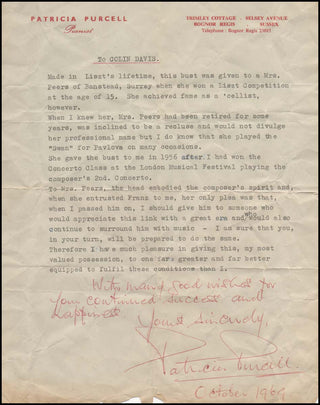 PATRICIA PURCELL
Pianist
TRIMLEY COTTAGE · SELSEY AVENUE
BOGNOR REGIS SUSSEX
Telephone: Bognor Regis
To COLIN DAVIS.
Made in Liszt's lifetime, this bust was given to a Mrs.
Peers of Banstead, Surrey when she won a Liszt Competition
at the age of 15. She achieved fame as a 'cellist,
however.
When I knew her, Mrs. Peers had been retired for some
years, was inclined to be a recluse and would not divulge
her professional name but I do know that she played the
"Swan" for Pavlova on many occasions.
She gave the bust to me in 1956 after I had won the
Concerto Class at the London Musical Festival playing the
composer's 2nd. Concerto.
To Mrs. Peers, the head embodied the composer's spirit and,
when she entrusted Franz to me, her only plea was that,
when I passed him on, I should give him to someone who
would appreciate this link with a great era and who would also
continue to surround him with music - I am sure that you,
in your turn, will be prepared to do the same.
Therefore I have much pleasure in giving this, my most
valued possession, to one far greater and far better
equipped to fulfil these conditions than I.
With many good wishes for
your continued success and
happiness
Yours sincerely,
Patricia Purcell.
October 1969